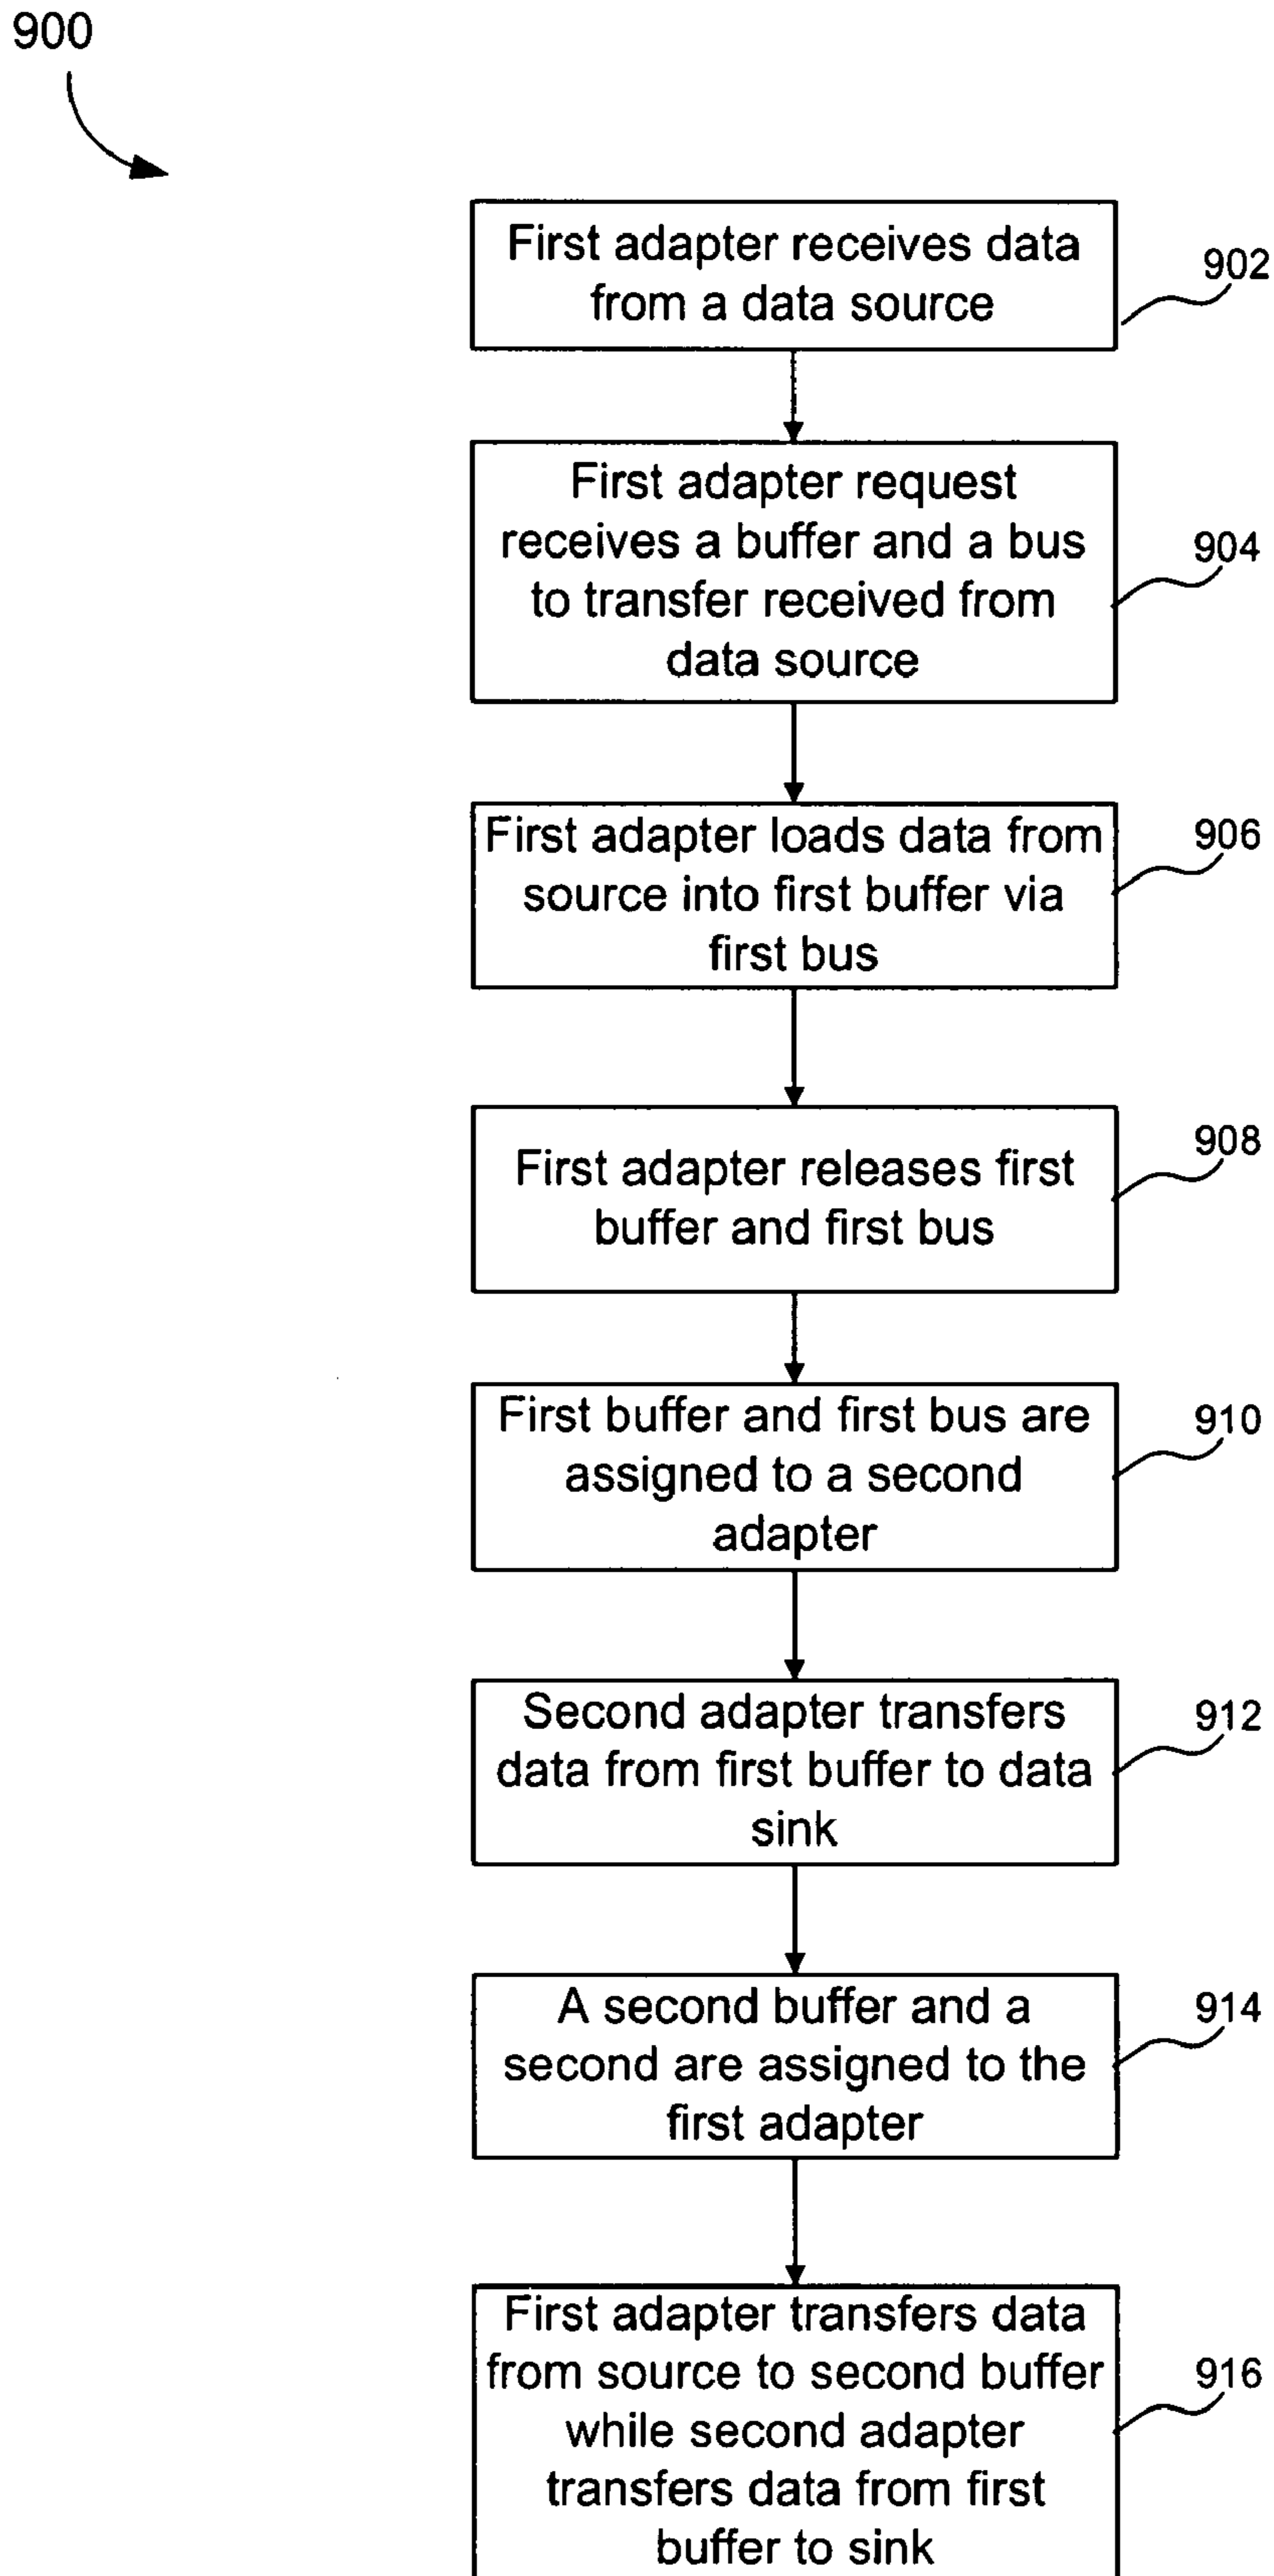 900
First adapter receives data
from a data source
902
First adapter request
receives a buffer and a bus
to transfer received from
data source
904
First adapter loads data from
source into first buffer via
first bus
906
First adapter releases first
buffer and first bus
908
First buffer and first bus are
assigned to a second
adapter
910
Second adapter transfers
data from first buffer to data
sink
912
A second buffer and a
second are assigned to the
first adapter
914
First adapter transfers data
from source to second buffer
while second adapter
transfers data from first
buffer to sink
916